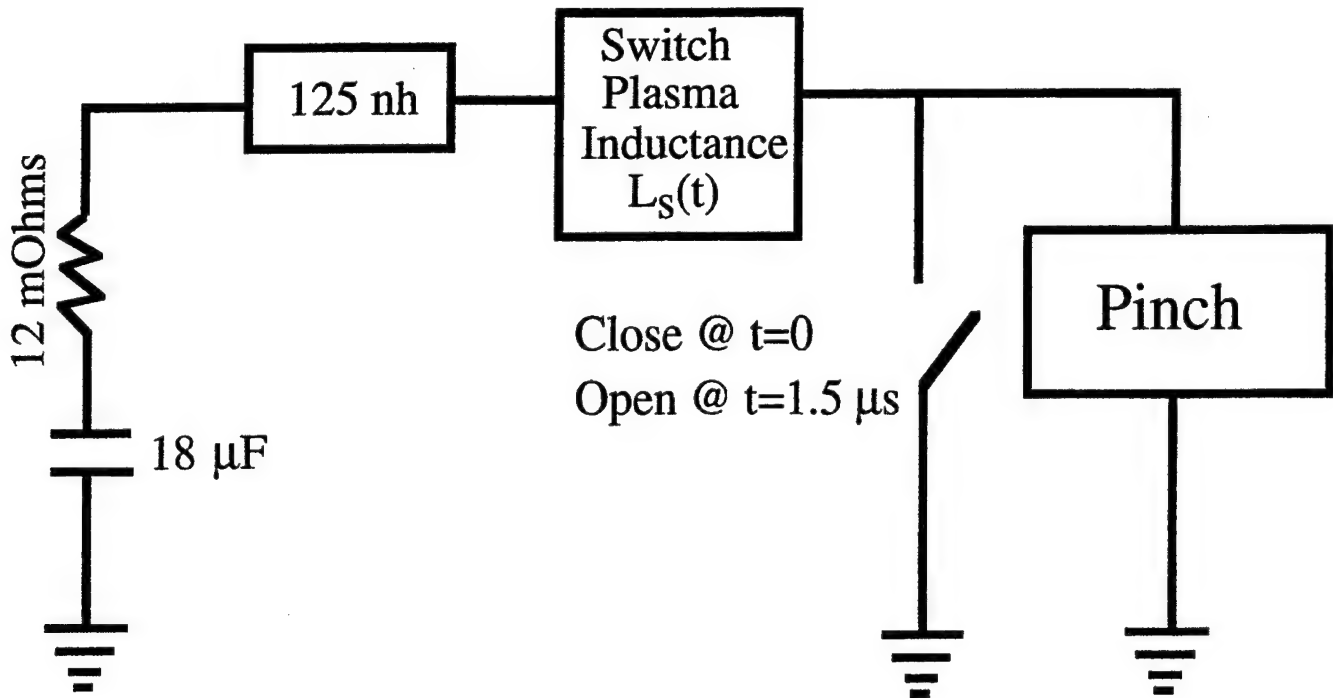 125 nh
Switch
Plasma
Inductance
L_S(t)
12 mOhms
18 μF
Close @ t=0
Open @ t=1.5 μs
Pinch